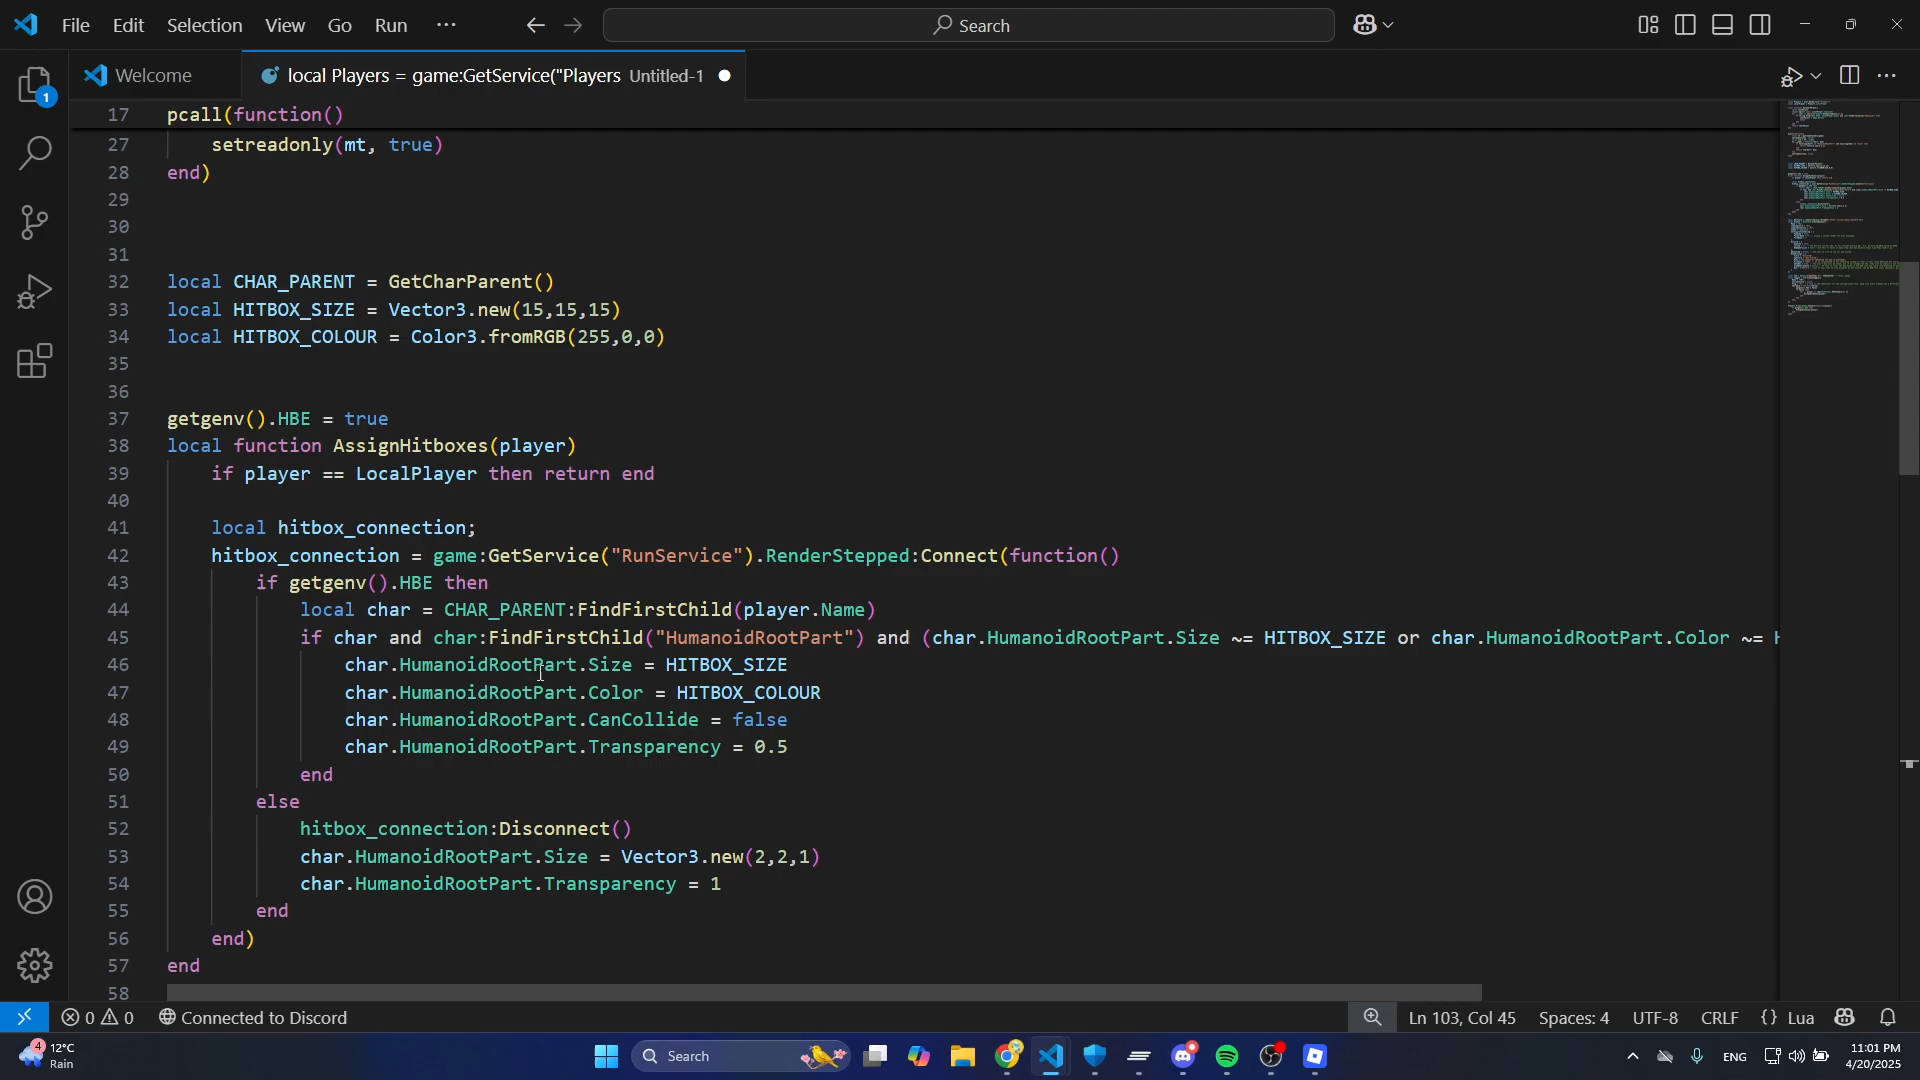 File Edit Selection View Go Run ··· Search
Welcome local Players = game:GetService("Players Untitled-1
17 pcall(function()
27 setreadonly(mt, true)
28 end)
29
30
31
32 local CHAR_PARENT = GetCharParent()
33 local HITBOX_SIZE = Vector3.new(15,15,15)
34 local HITBOX_COLOUR = Color3.fromRGB(255,0,0)
35
36
37 getgenv().HBE = true
38 local function AssignHitboxes(player)
39 if player == LocalPlayer then return end
40
41 local hitbox_connection;
42 hitbox_connection = game:GetService("RunService").RenderStepped:Connect(function()
43 if getgenv().HBE then
44 local char = CHAR_PARENT:FindFirstChild(player.Name)
45 if char and char:FindFirstChild("HumanoidRootPart") and (char.HumanoidRootPart.Size ~= HITBOX_SIZE or char.HumanoidRootPart.Color ~= H
46 char.HumanoidRootPart.Size = HITBOX_SIZE
47 char.HumanoidRootPart.Color = HITBOX_COLOUR
48 char.HumanoidRootPart.CanCollide = false
49 char.HumanoidRootPart.Transparency = 0.5
50 end
51 else
52 hitbox_connection:Disconnect()
53 char.HumanoidRootPart.Size = Vector3.new(2,2,1)
54 char.HumanoidRootPart.Transparency = 1
55 end
56 end)
57 end
58
1
0 0 Connected to Discord Ln 103, Col 45 Spaces: 4 UTF-8 CRLF {} Lua
4 12°C Search ENG 11:01 PM
Rain 4/20/2025